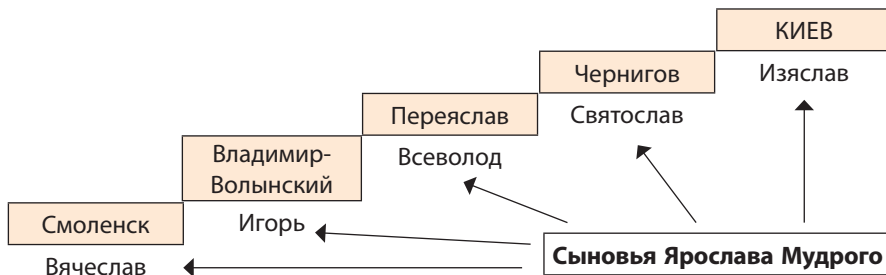 КИЕВ
Изяслав
Чернигов
Святослав
Переяслав
Всеволод
Владимир-
Волынский
Игорь
Смоленск
Вячеслав
Сыновья Ярослава Мудрого